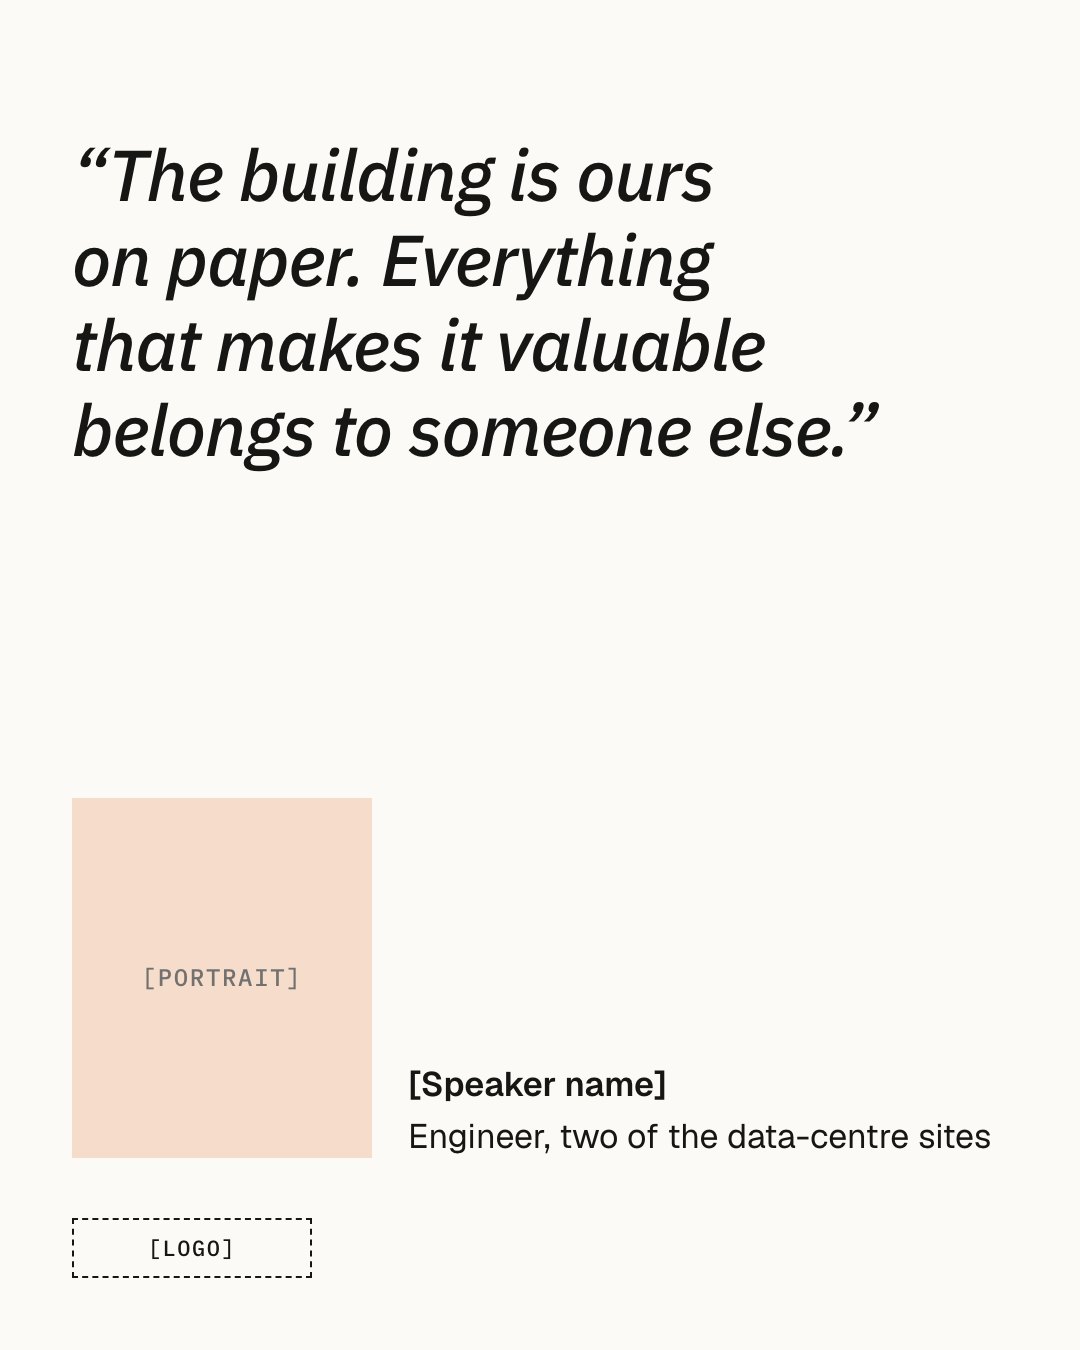 “The building is ours
on paper. Everything
that makes it valuable
belongs to someone else.”
[PORTRAIT]
[Speaker name]
Engineer, two of the data-centre sites
[LOGO]